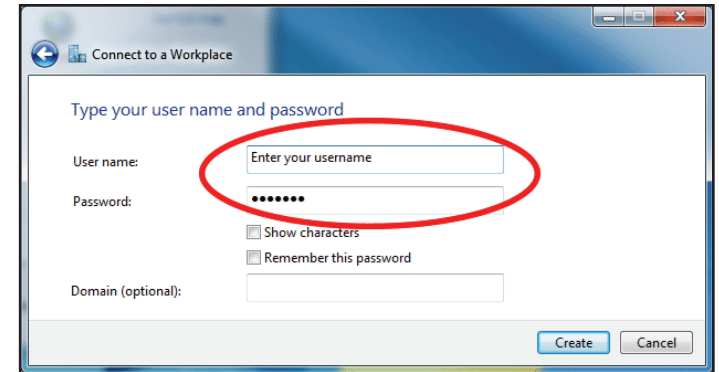 Connect to a Workplace
Type your user name and password
User name:
Enter your username
Password:
•••••••
Show characters
Remember this password
Domain (optional):
Create
Cancel